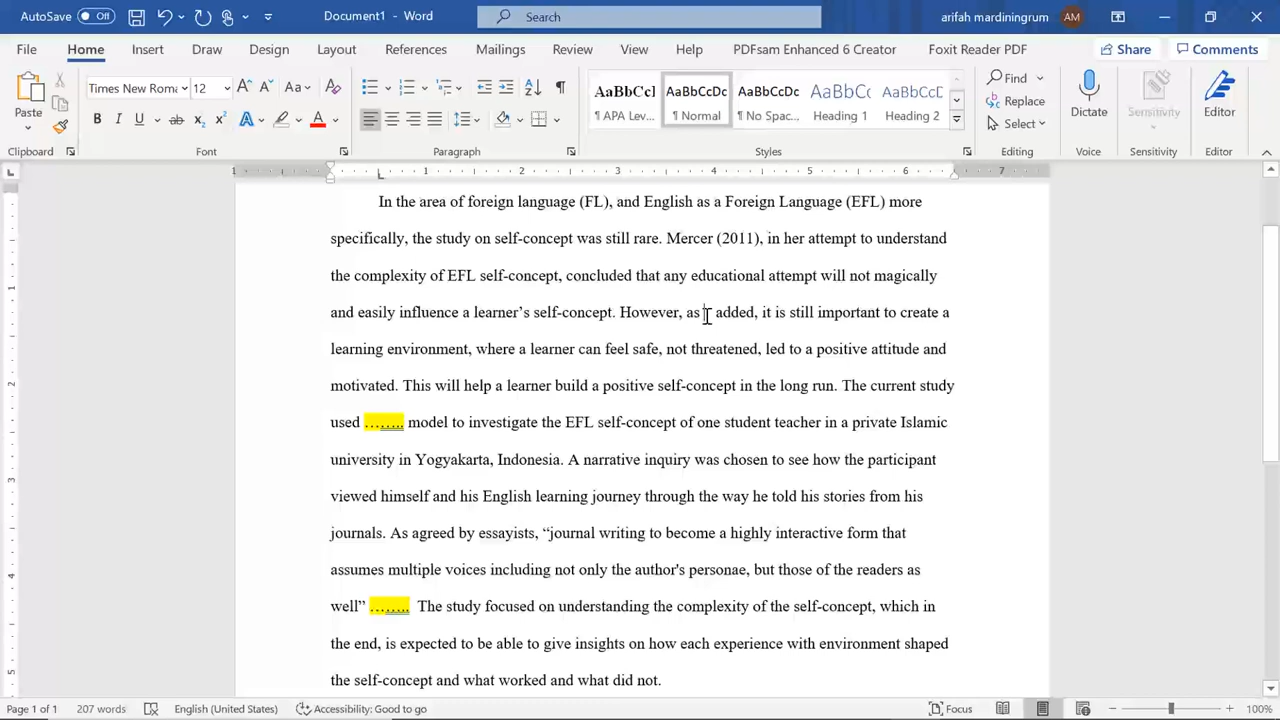 AutoSave Off Document1 - Word Search arifah mardiningrum AM
File Home Insert Draw Design Layout References Mailings Review View Help PDFsam Enhanced 6 Creator Foxit Reader PDF Share Comments
Paste Times New Roma 12 Aa AaBbCcI ¶ APA Lev... AaBbCcDc ¶ Normal AaBbCcDc ¶ No Spac... AaBbCc Heading 1 AaBbCcD Heading 2 Find Replace Select Dictate Sensitivity Editor
Clipboard Font Paragraph Styles Editing Voice Sensitivity Editor
1 1 2 3 4 5 6 7
In the area of foreign language (FL), and English as a Foreign Language (EFL) more
specifically, the study on self-concept was still rare. Mercer (2011), in her attempt to understand
the complexity of EFL self-concept, concluded that any educational attempt will not magically
and easily influence a learner’s self-concept. However, as added, it is still important to create a
learning environment, where a learner can feel safe, not threatened, led to a positive attitude and
motivated. This will help a learner build a positive self-concept in the long run. The current study
used …….. model to investigate the EFL self-concept of one student teacher in a private Islamic
university in Yogyakarta, Indonesia. A narrative inquiry was chosen to see how the participant
viewed himself and his English learning journey through the way he told his stories from his
journals. As agreed by essayists, “journal writing to become a highly interactive form that
assumes multiple voices including not only the author's personae, but those of the readers as
well” …….. The study focused on understanding the complexity of the self-concept, which in
the end, is expected to be able to give insights on how each experience with environment shaped
the self-concept and what worked and what did not.
Page 1 of 1 207 words English (United States) Accessibility: Good to go Focus 100%